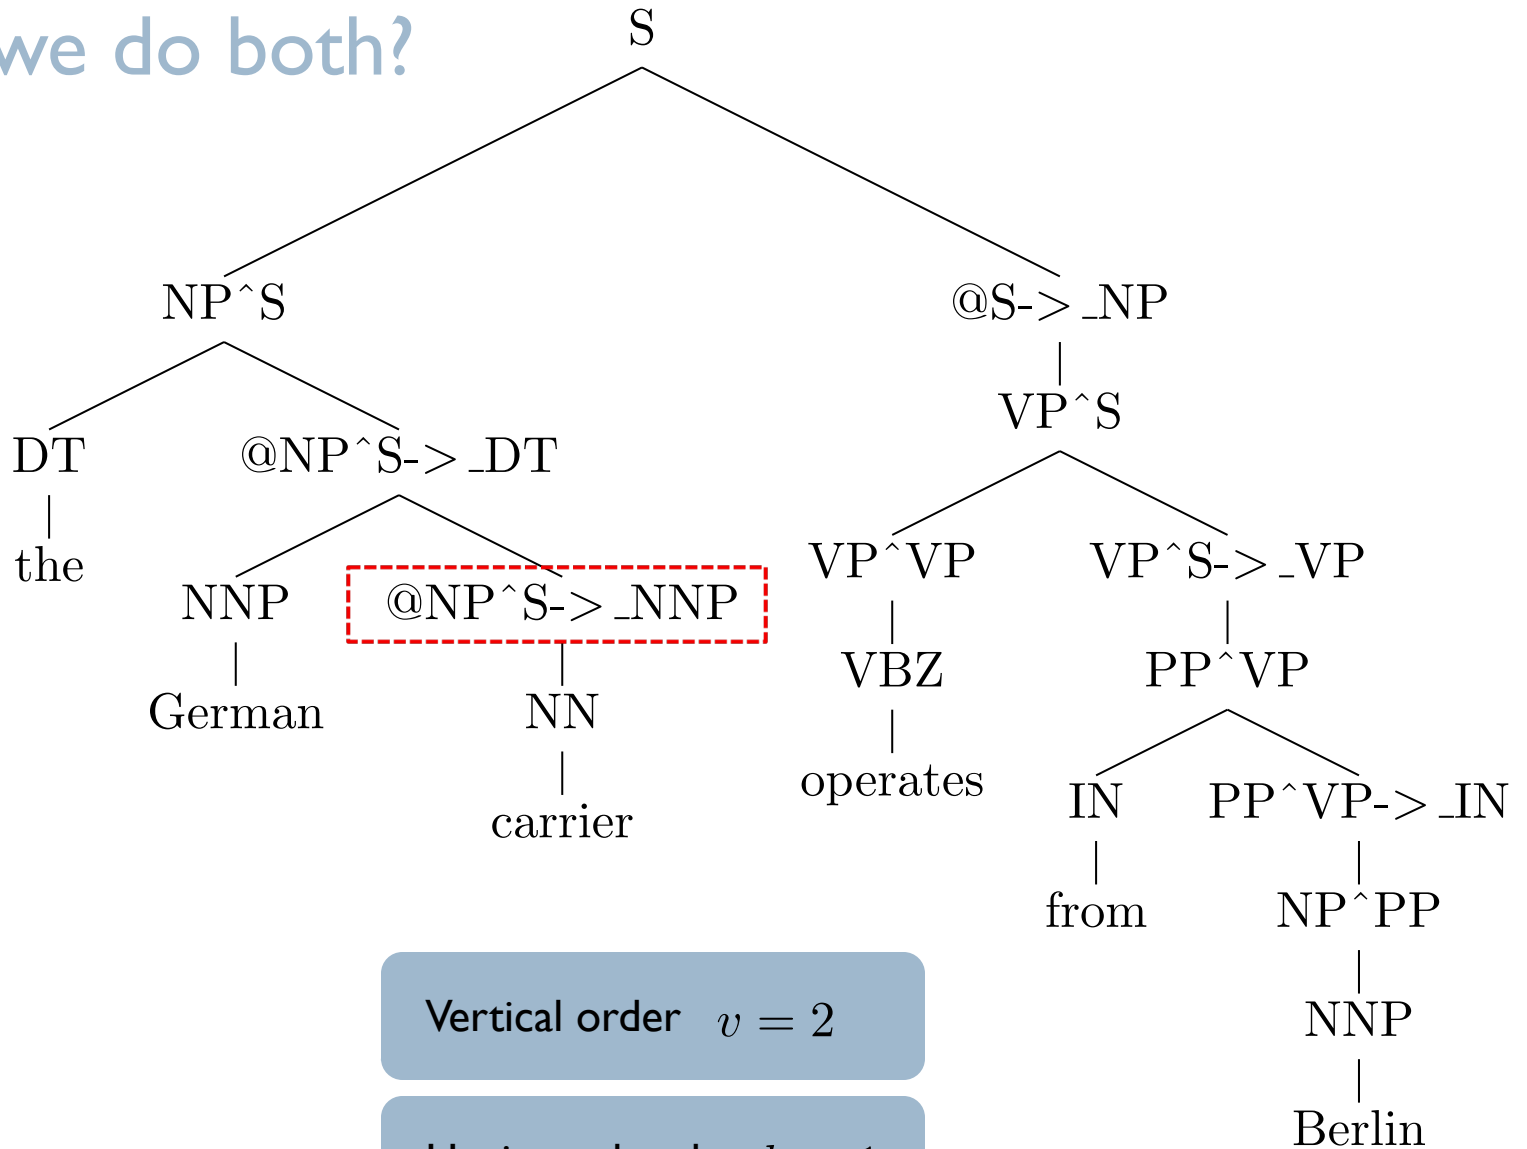 we do both?
S
NP^S @S-> _NP
VP^S
DT @NP^S-> _DT
the VP^VP VP^S-> _VP
NNP @NP^S-> _NNP
VBZ PP^VP
German NN
operates IN PP^VP-> _IN
carrier
from NP^PP
Vertical order v = 2
NNP
Berlin